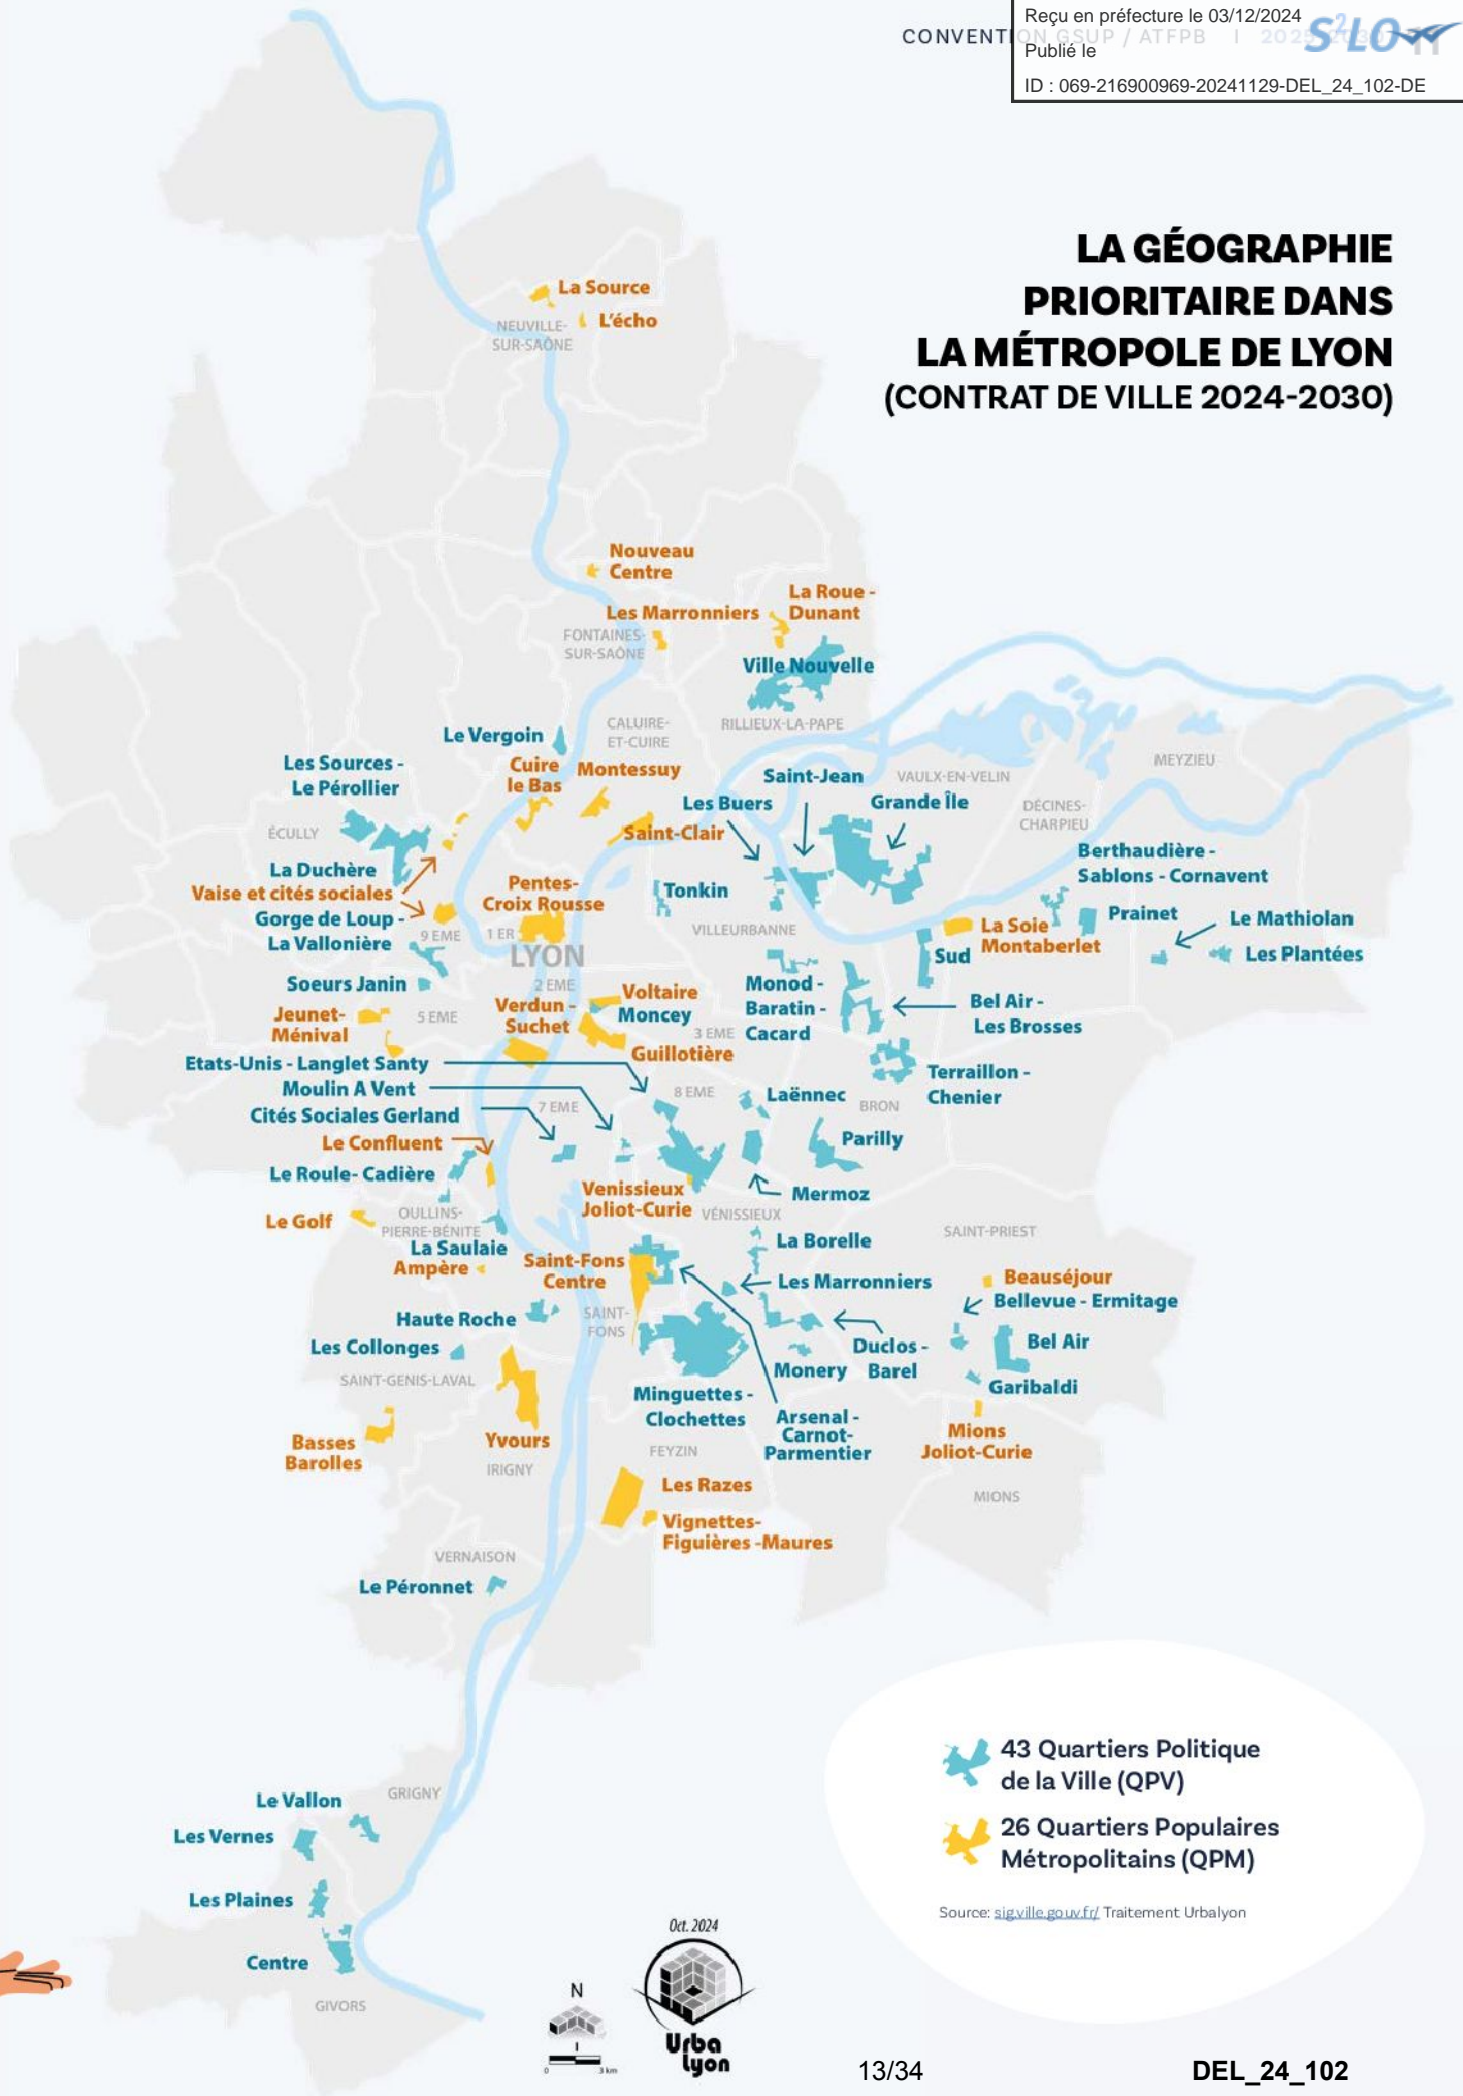 Reçu en préfecture le 03/12/2024
CONVENTION GSUP / ATFPB | 2025-2030 11
S²LO
Publié le
ID : 069-216900969-20241129-DEL_24_102-DE
LA GÉOGRAPHIE
PRIORITAIRE DANS
LA MÉTROPOLE DE LYON
(CONTRAT DE VILLE 2024-2030)
La Source
L'écho
NEUVILLE-
SUR-SAÔNE
Nouveau
Centre
La Roue -
Dunant
Les Marronniers
FONTAINES-
SUR-SAÔNE
Ville Nouvelle
CALUIRE-
ET-CUIRE
RILLIEUX-LA-PAPE
Le Vergoin
Les Sources -
Le Pérollier
Cuire
le Bas
Montessuy
Saint-Jean
VAULX-EN-VELIN
MEYZIEU
Les Buers
Grande Île
DÉCINES-
CHARPIEU
ÉCULLY
Saint-Clair
Berthaudière -
Sablons - Cornavent
La Duchère
Vaise et cités sociales
Pentes-
Croix Rousse
Tonkin
Gorge de Loup -
La Vallonière
9 EME
1 ER
LYON
VILLEURBANNE
La Soie
Montaberlet
Prainet
Le Mathiolan
Les Plantées
Sud
Soeurs Janin
2 EME
Voltaire
Moncey
Monod -
Baratin -
Cacard
Bel Air -
Les Brosses
Jeunet-
Ménival
5 EME
Verdun -
Suchet
3 EME
Guillotière
Etats-Unis - Langlet Santy
Moulin A Vent
Cités Sociales Gerland
Terraillon -
Chenier
8 EME
Laënnec
BRON
7 EME
Le Confluent
Parilly
Le Roule- Cadière
Venissieux
Joliot-Curie
Mermoz
VÉNISSIEUX
Le Golf
OULLINS-
PIERRE-BÉNITE
SAINT-PRIEST
La Saulaie
Ampère
Saint-Fons
Centre
La Borelle
Les Marronniers
Beauséjour
Bellevue - Ermitage
Haute Roche
SAINT-
FONS
Les Collonges
Duclos -
Barel
Bel Air
Monery
SAINT-GENIS-LAVAL
Garibaldi
Minguettes -
Clochettes
Arsenal -
Carnot-
Parmentier
Mions
Joliot-Curie
Basses
Barolles
Yvours
IRIGNY
FEYZIN
Les Razes
MIONS
Vignettes-
Figuières -Maures
VERNAISON
Le Péronnet
43 Quartiers Politique
de la Ville (QPV)
26 Quartiers Populaires
Métropolitains (QPM)
Source: sig.ville.gouv.fr/ Traitement Urbalyon
Le Vallon
GRIGNY
Les Vernes
Les Plaines
Centre
GIVORS
Oct. 2024
N
0 3 km
Urba
lyon
13/34
DEL_24_102